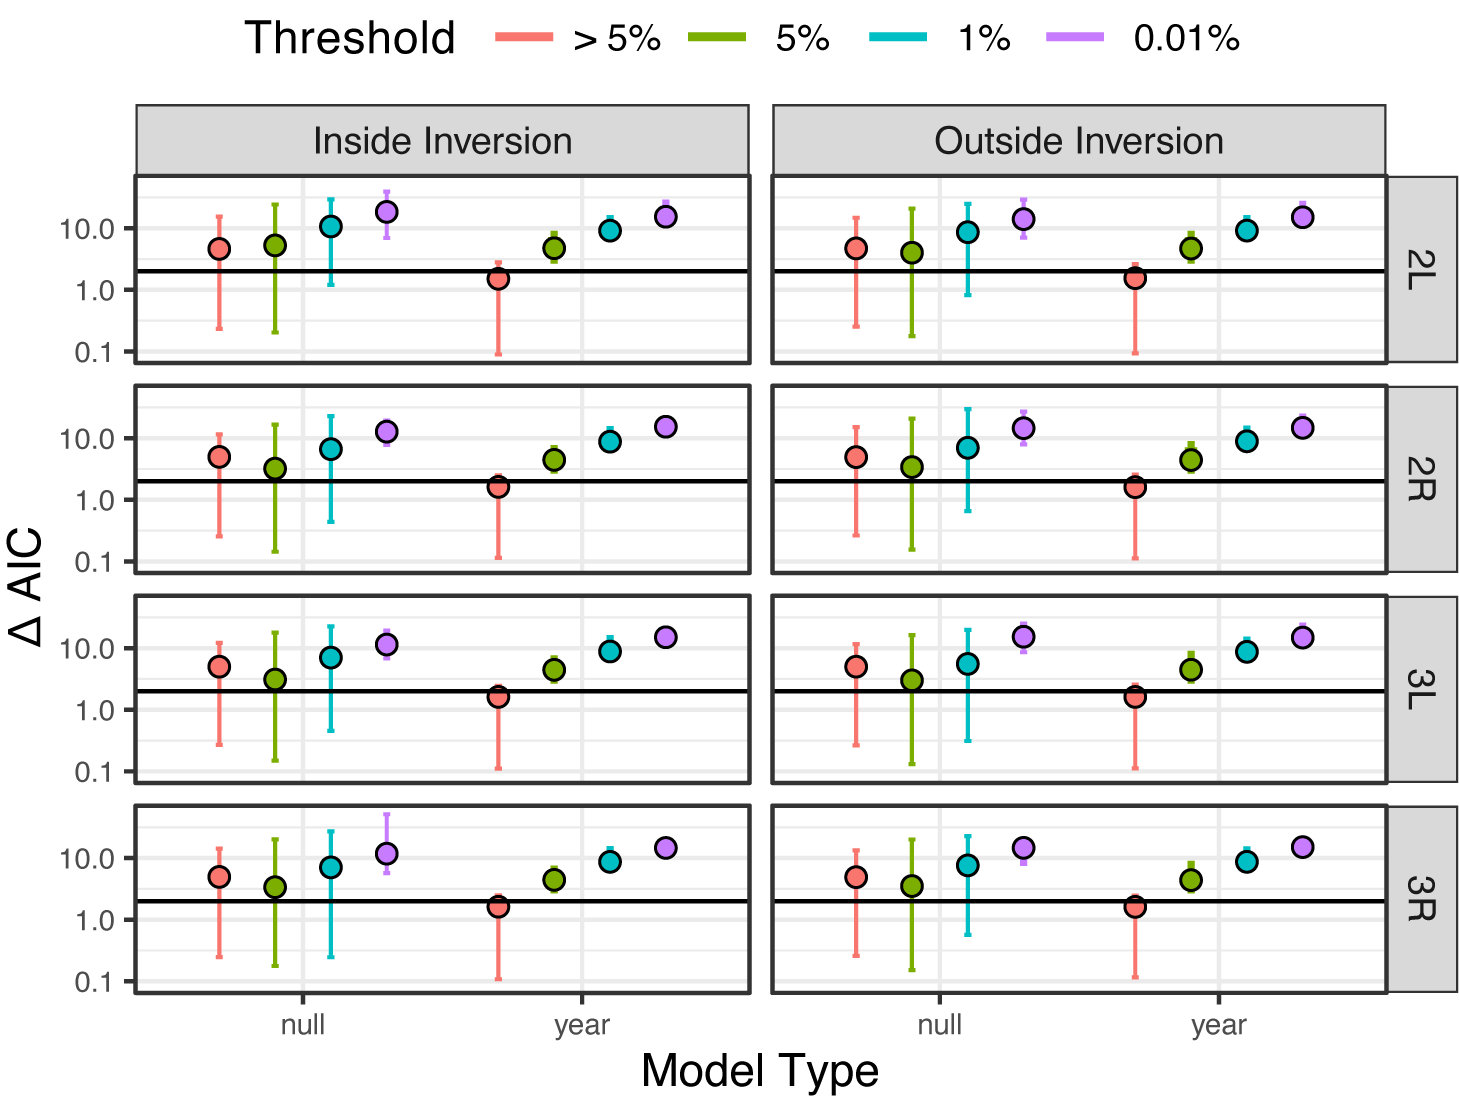 Threshold > 5% 5% 1% 0.01%
Inside Inversion Outside Inversion
10.0
1.0
0.1
2L
10.0
1.0
0.1
2R
10.0
1.0
0.1
3L
10.0
1.0
0.1
3R
Δ AIC
null year null year
Model Type